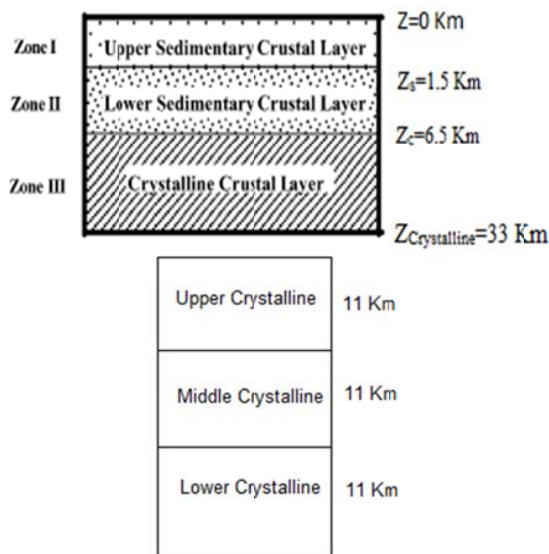 Z=0 Km
Zone I Upper Sedimentary Crustal Layer
Zs=1.5 Km
Zone II Lower Sedimentary Crustal Layer
Zc=6.5 Km
Zone III Crystalline Crustal Layer
ZCrystalline=33 Km
Upper Crystalline 11 Km
Middle Crystalline 11 Km
Lower Crystalline 11 Km